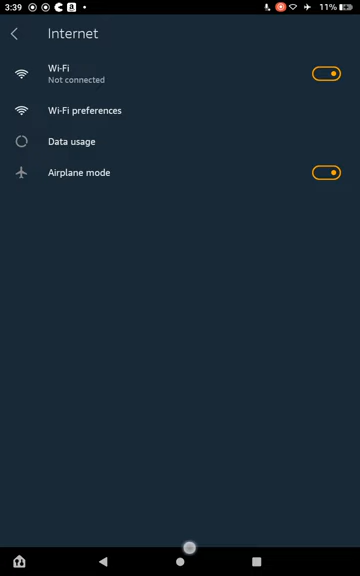 3:39
11%
Internet
Wi-Fi
Not connected
Wi-Fi preferences
Data usage
Airplane mode